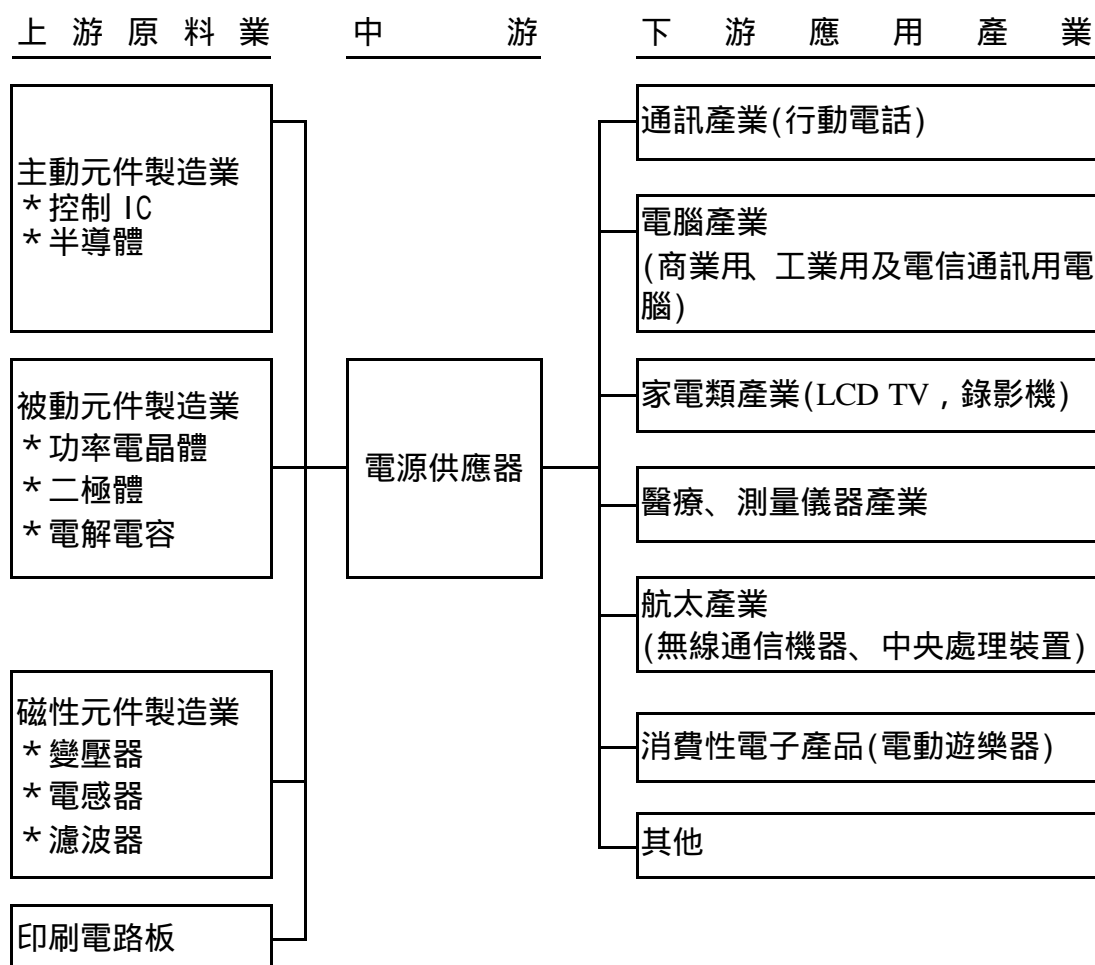 上游原料業
中游
下游應用產業
主動元件製造業
*控制 IC
*半導體
被動元件製造業
*功率電晶體
*二極體
*電解電容
磁性元件製造業
*變壓器
*電感器
*濾波器
印刷電路板
電源供應器
通訊產業(行動電話)
電腦產業
(商業用、工業用及電信通訊用電
腦)
家電類產業(LCD TV，錄影機)
醫療、測量儀器產業
航太產業
(無線通信機器、中央處理裝置)
消費性電子產品(電動遊樂器)
其他